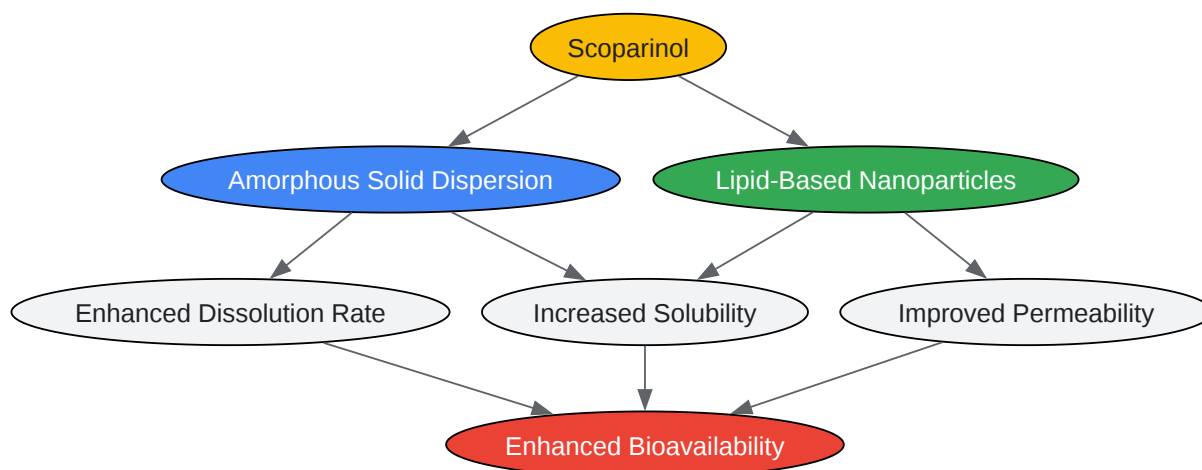 Scoparinol
Amorphous Solid Dispersion
Lipid-Based Nanoparticles
Enhanced Dissolution Rate
Increased Solubility
Improved Permeability
Enhanced Bioavailability